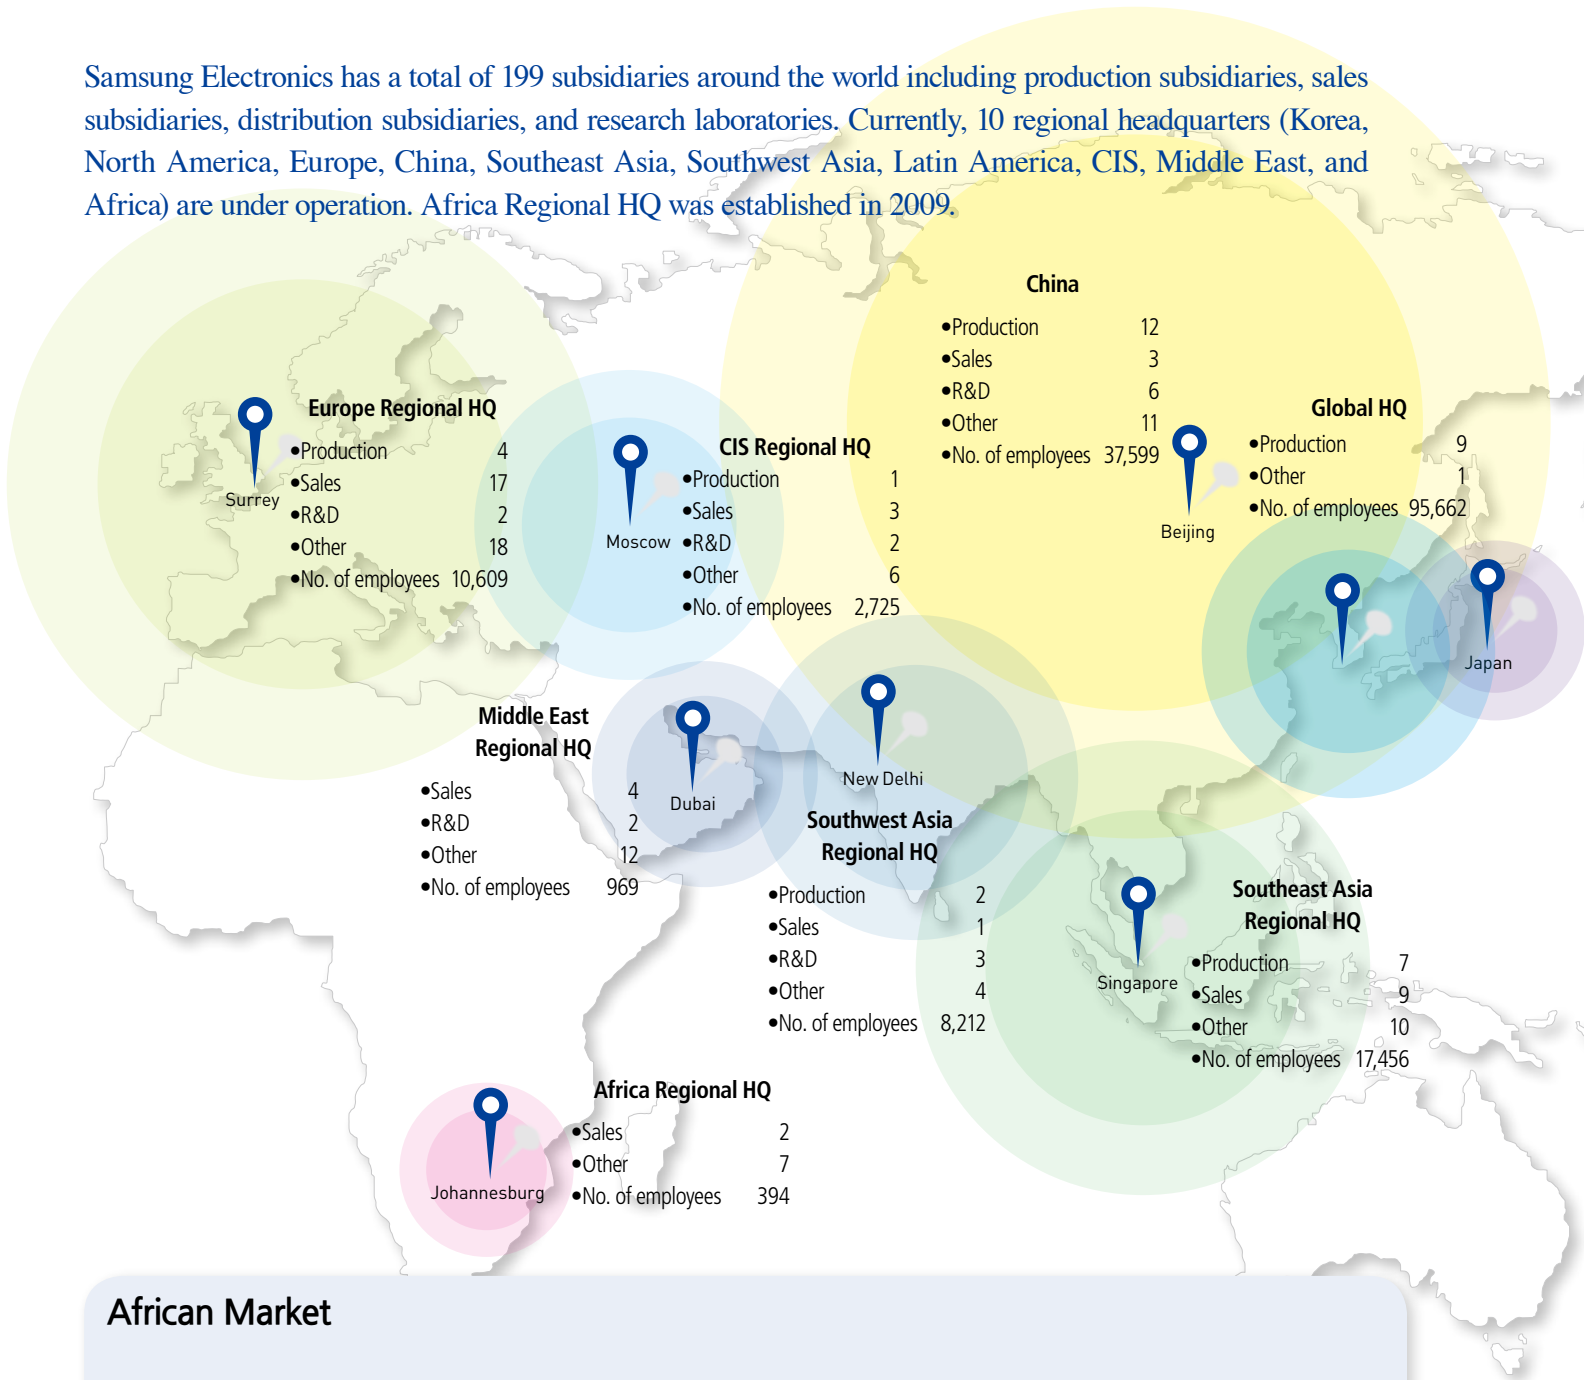 Samsung Electronics has a total of 199 subsidiaries around the world including production subsidiaries, sales
subsidiaries, distribution subsidiaries, and research laboratories. Currently, 10 regional headquarters (Korea,
North America, Europe, China, Southeast Asia, Southwest Asia, Latin America, CIS, Middle East, and
Africa) are under operation. Africa Regional HQ was established in 2009.
China
•Production 12
•Sales 3
•R&D 6
•Other 11
•No. of employees 37,599
Beijing
Global HQ
•Production 9
•Other 1
•No. of employees 95,662
Japan
Europe Regional HQ
•Production 4
•Sales 17
•R&D 2
•Other 18
•No. of employees 10,609
Surrey
CIS Regional HQ
•Production 1
•Sales 3
•R&D 2
•Other 6
•No. of employees 2,725
Moscow
Middle East
Regional HQ
•Sales 4
•R&D 2
•Other 12
•No. of employees 969
Dubai
New Delhi
Southwest Asia
Regional HQ
•Production 2
•Sales 1
•R&D 3
•Other 4
•No. of employees 8,212
Southeast Asia
Regional HQ
•Production 7
•Sales 9
•Other 10
•No. of employees 17,456
Singapore
Africa Regional HQ
•Sales 2
•Other 7
•No. of employees 394
Johannesburg
African Market